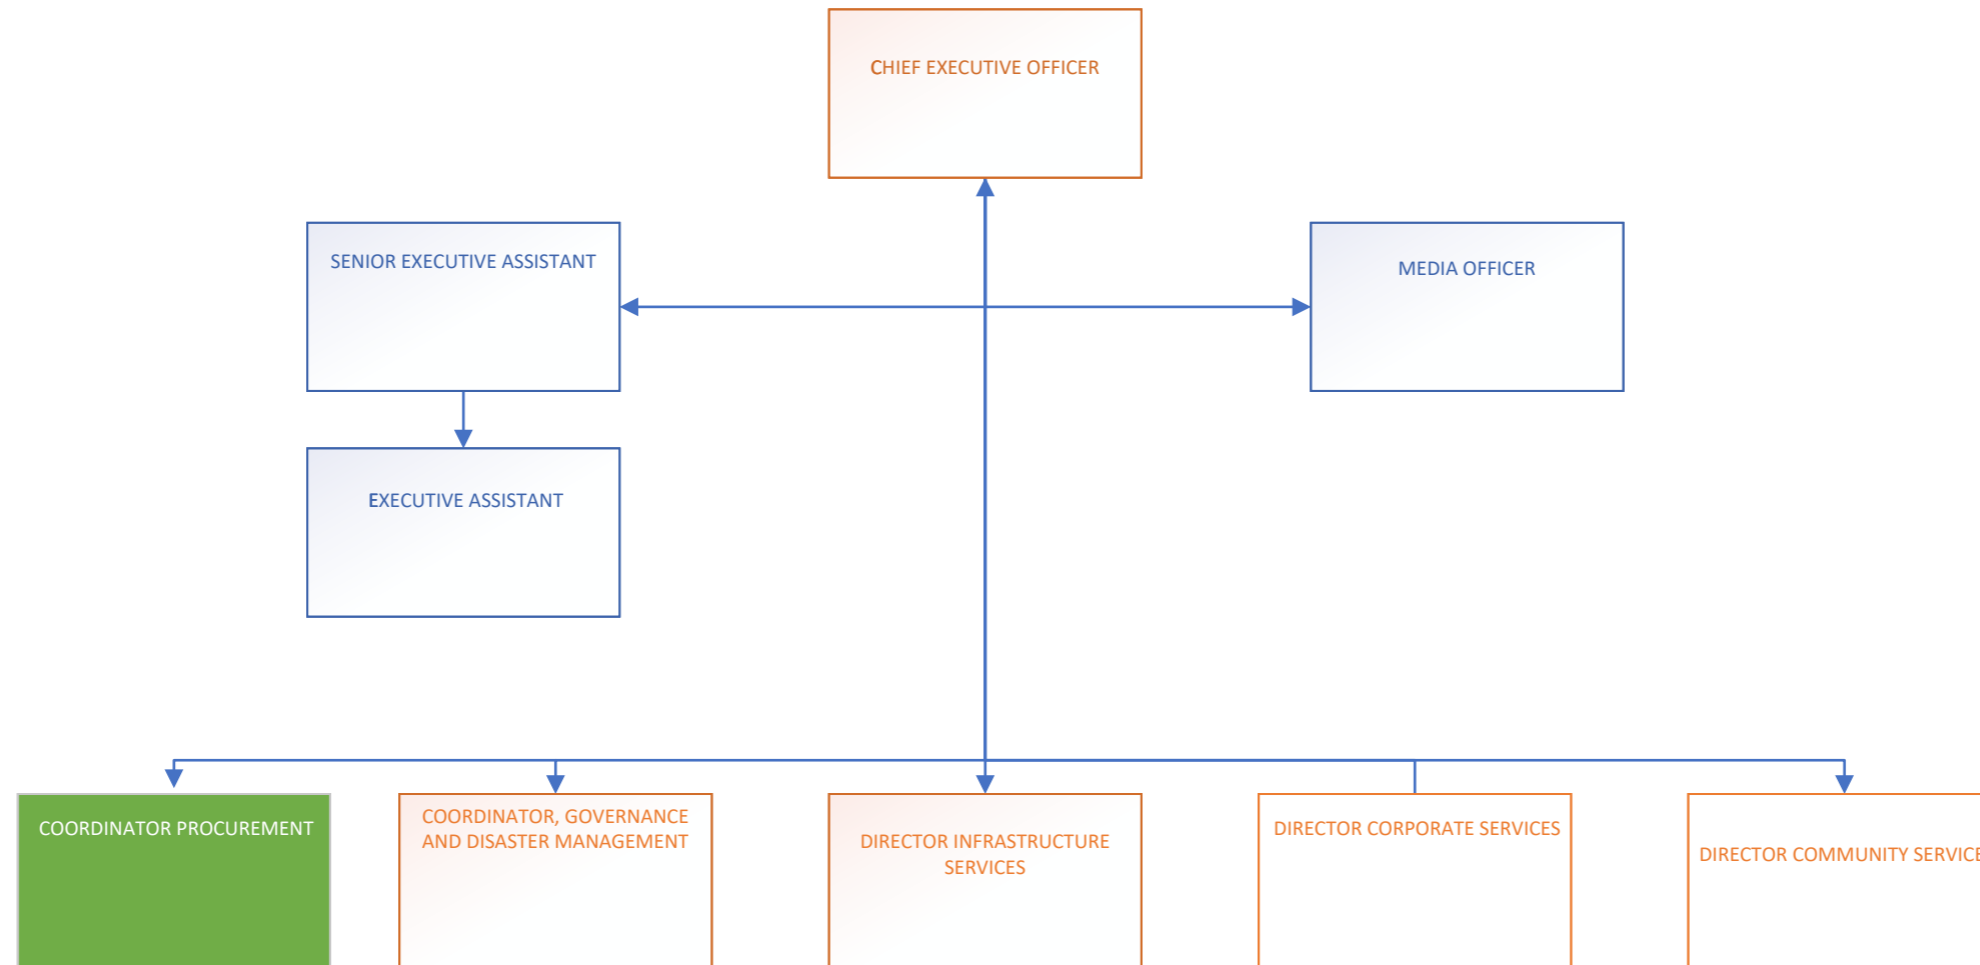 CHIEF EXECUTIVE OFFICER
SENIOR EXECUTIVE ASSISTANT
MEDIA OFFICER
EXECUTIVE ASSISTANT
COORDINATOR PROCUREMENT
COORDINATOR, GOVERNANCE
AND DISASTER MANAGEMENT
DIRECTOR INFRASTRUCTURE
SERVICES
DIRECTOR CORPORATE SERVICES
DIRECTOR COMMUNITY SERVICE